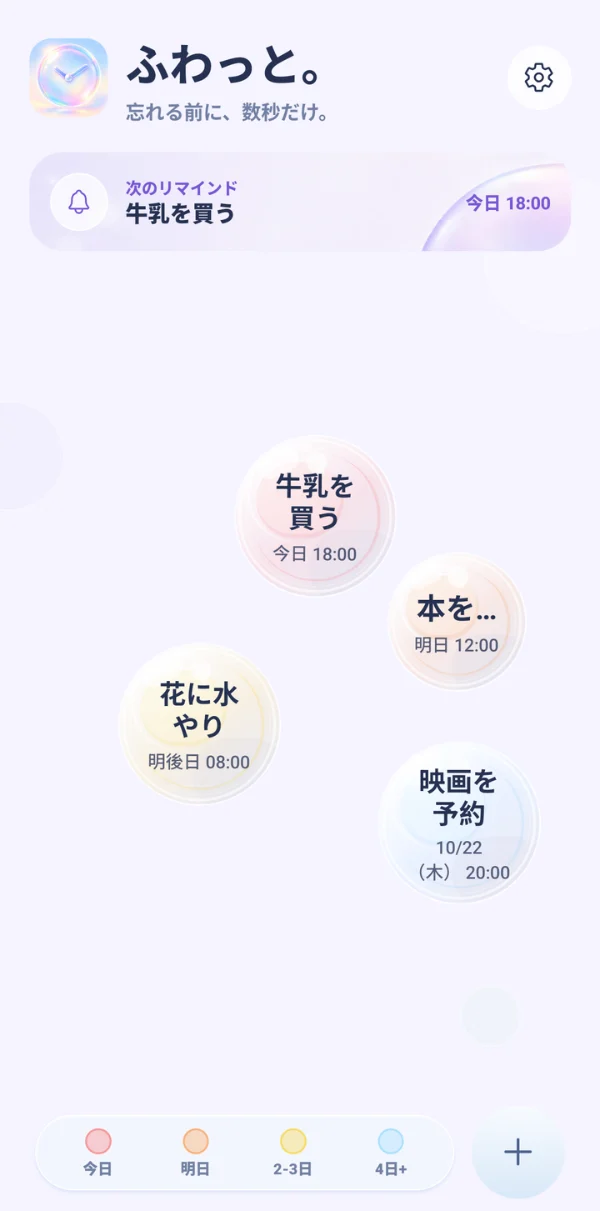 ふわっと。
忘れる前に、数秒だけ。
次のリマインド
牛乳を買う
今日 18:00
牛乳を
買う
今日 18:00
本を…
明日 12:00
花に水
やり
明後日 08:00
映画を
予約
10/22
（木） 20:00
今日
明日
2-3日
4日+